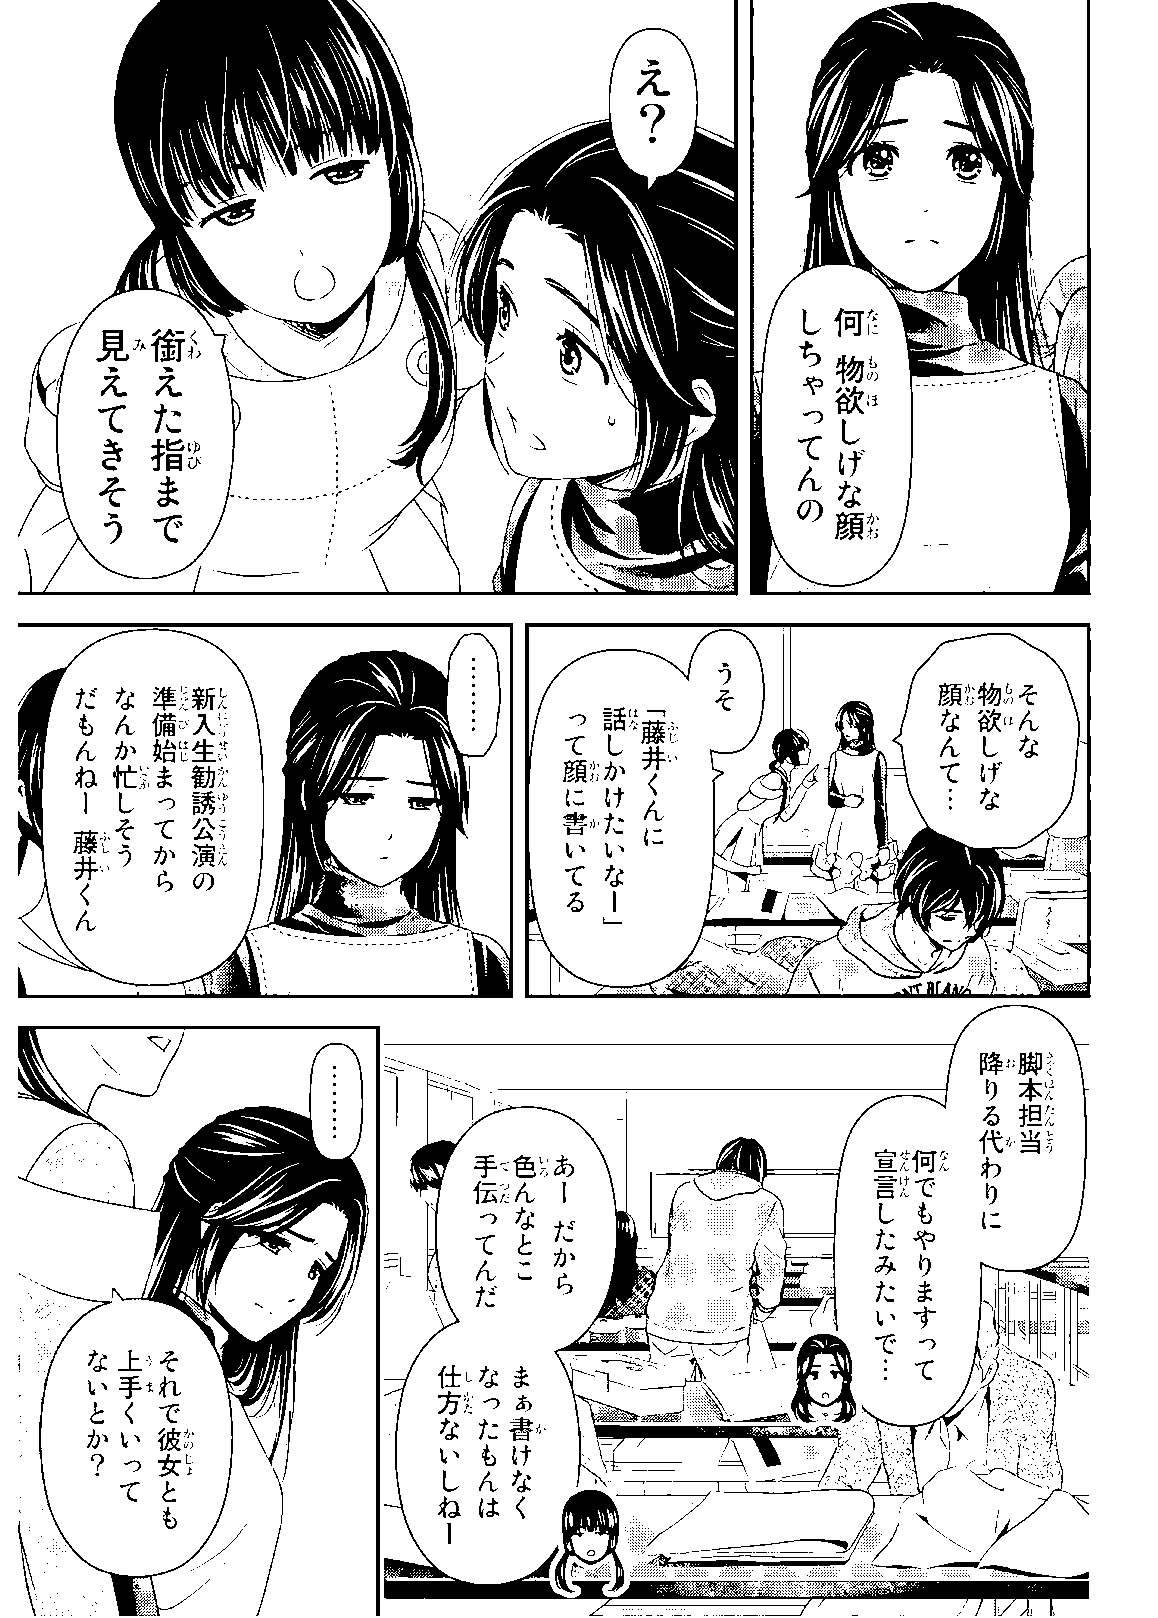 何 物欲しげな顔
しちゃってんの
え?
銜えた指まで
見えてきそう
そんな
物欲しげな
顔なんて…
うそ
「藤井くんに
話しかけたいなー」
って顔に書いてる
………
新入生勧誘公演の
準備始まってから
なんか忙しそう
だもんねー 藤井くん
脚本担当
降りる代わりに
何でもやりますって
宣言したみたいで…
あー だから
色んなとこ
手伝ってんだ
まぁ書けなく
なったもんは
仕方ないしねー
………
それで彼女とも
上手くいって
ないとか?